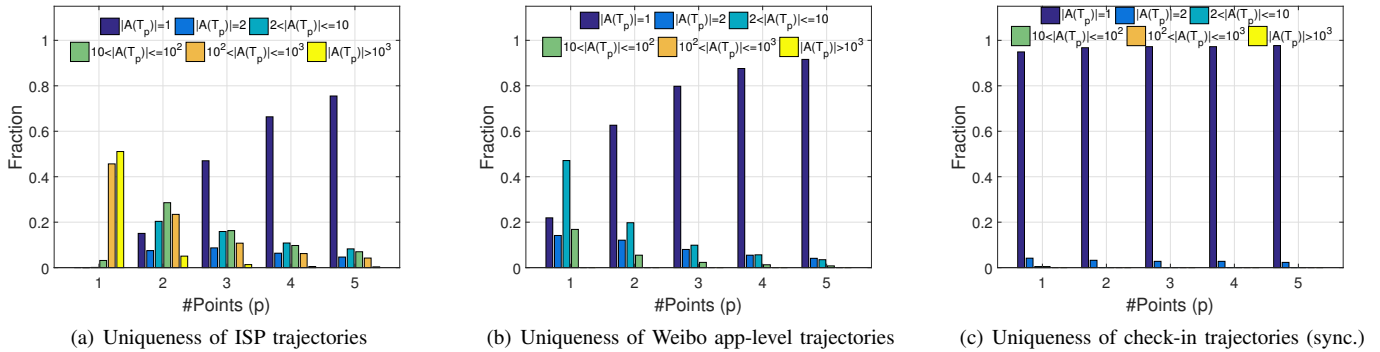 |A(T_p)|=1 |A(T_p)|=2 2<|A(T_p)|<=10
10<|A(T_p)|<=10^2 10^2<|A(T_p)|<=10^3 |A(T_p)|>10^3
Fraction
0
0.2
0.4
0.6
0.8
1
1 2 3 4 5
#Points (p)
(a) Uniqueness of ISP trajectories
|A(T_p)|=1 |A(T_p)|=2 2<|A(T_p)|<=10
10<|A(T_p)|<=10^2 10^2<|A(T_p)|<=10^3 |A(T_p)|>10^3
Fraction
0
0.2
0.4
0.6
0.8
1
1 2 3 4 5
#Points (p)
(b) Uniqueness of Weibo app-level trajectories
|A(T_p)|=1 |A(T_p)|=2 2<|A(T_p)|<=10
10<|A(T_p)|<=10^2 10^2<|A(T_p)|<=10^3 |A(T_p)|>10^3
Fraction
0
0.2
0.4
0.6
0.8
1
1 2 3 4 5
#Points (p)
(c) Uniqueness of check-in trajectories (sync.)